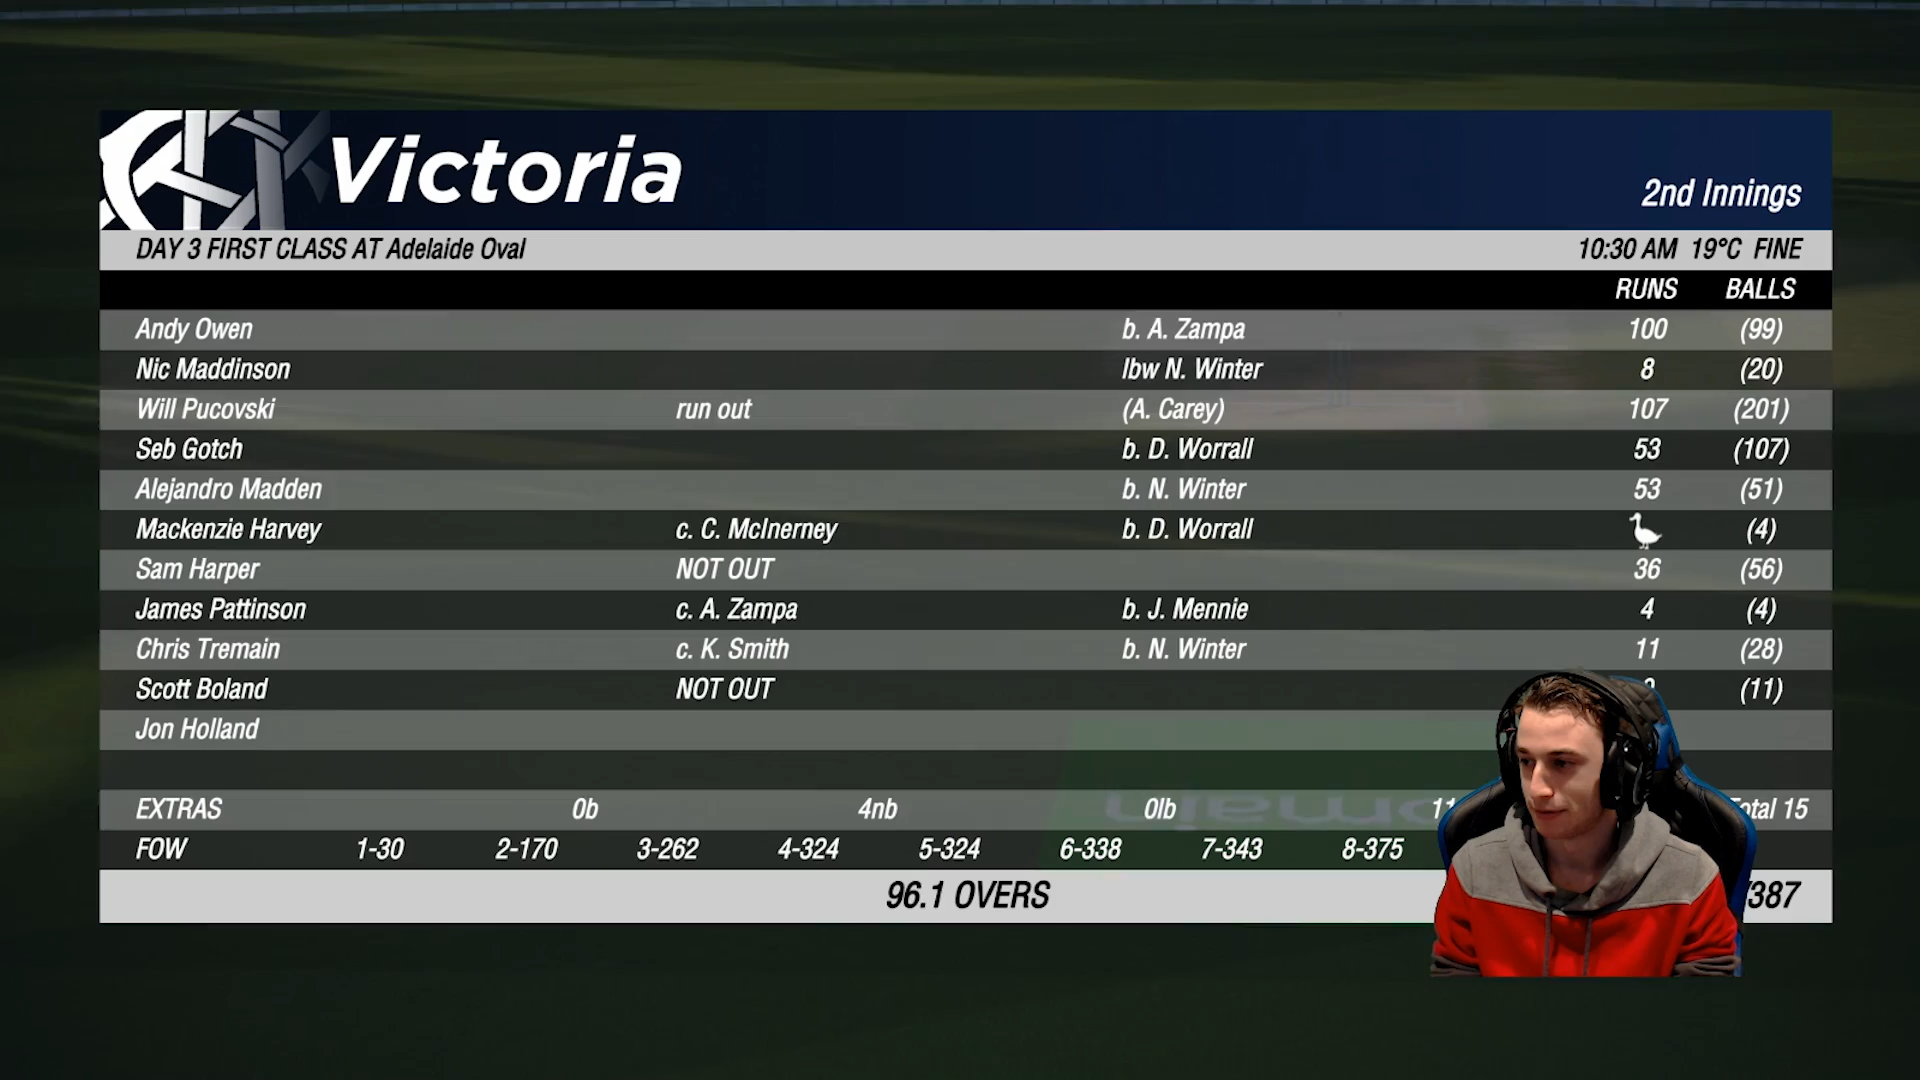 Victoria
2nd Innings
DAY 3 FIRST CLASS AT Adelaide Oval 10:30 AM 19°C FINE
RUNS BALLS
Andy Owen b. A. Zampa 100 (99)
Nic Maddinson lbw N. Winter 8 (20)
Will Pucovski run out (A. Carey) 107 (201)
Seb Gotch b. D. Worrall 53 (107)
Alejandro Madden b. N. Winter 53 (51)
Mackenzie Harvey c. C. McInerney b. D. Worrall (4)
Sam Harper NOT OUT 36 (56)
James Pattinson c. A. Zampa b. J. Mennie 4 (4)
Chris Tremain c. K. Smith b. N. Winter 11 (28)
Scott Boland NOT OUT (11)
Jon Holland
EXTRAS 0b 4nb 0lb 11 Total 15
FOW 1-30 2-170 3-262 4-324 5-324 6-338 7-343 8-375
96.1 OVERS /387